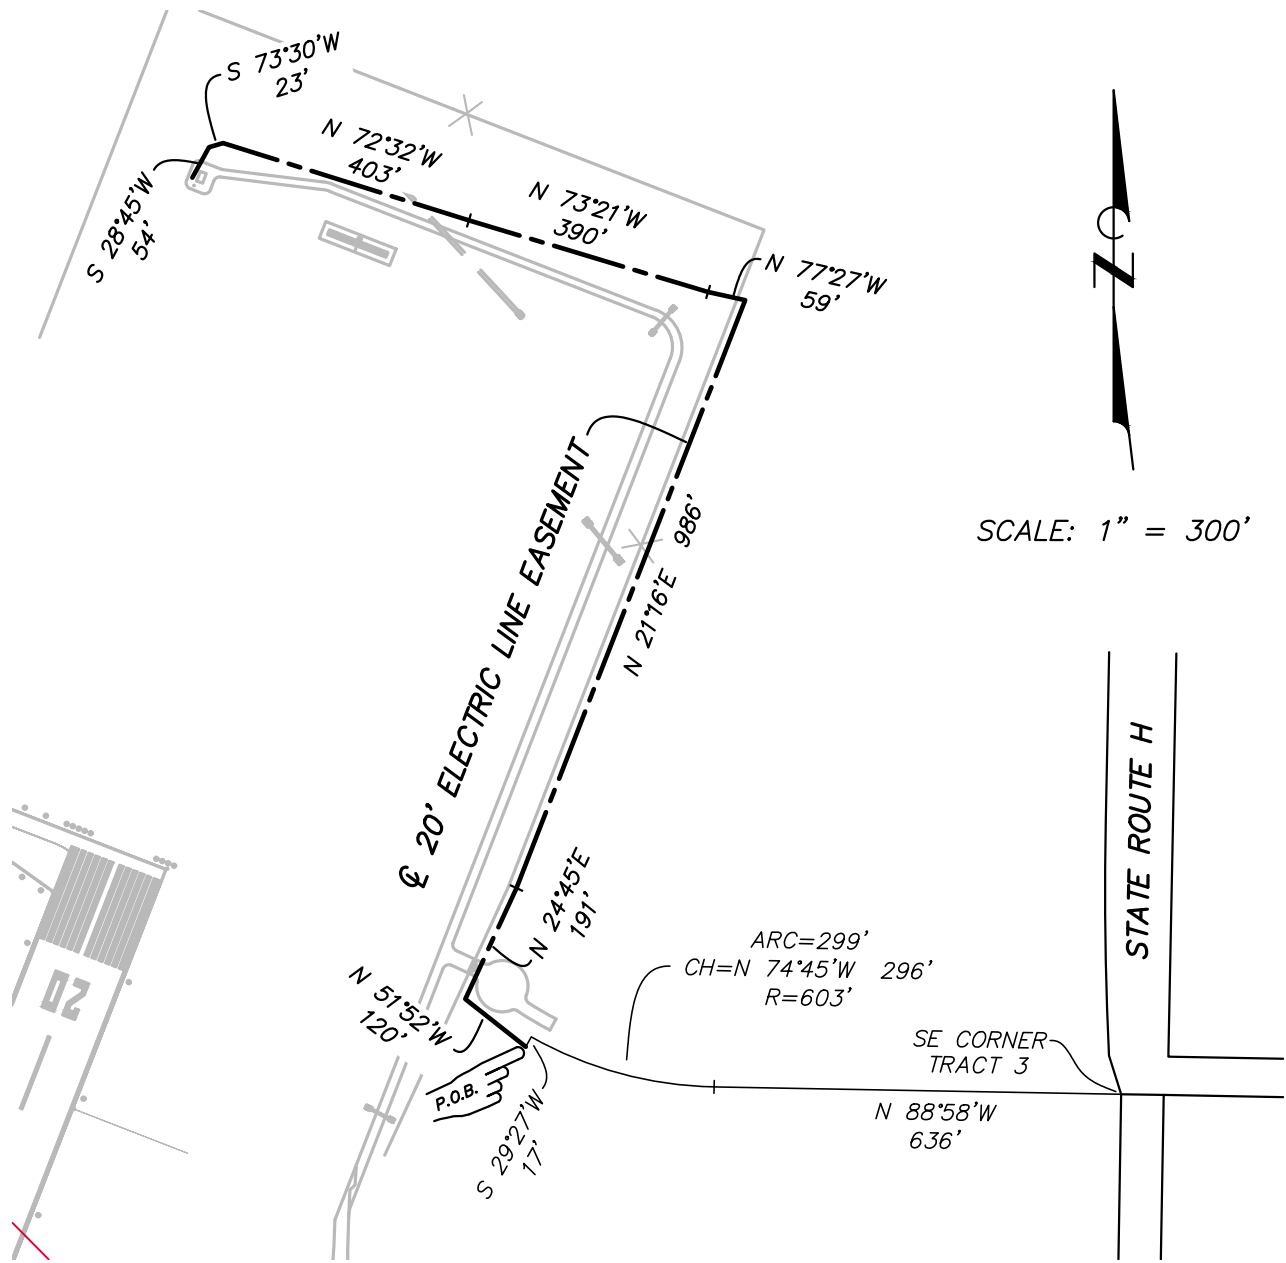 S 73°30'W
23'
N 72°32'W
403'
N 73°21'W
390'
S 28°45'W
54'
N 77°27'W
59'
N
SCALE: 1" = 300'
℄ 20' ELECTRIC LINE EASEMENT
N 21°16'E 986'
STATE ROUTE H
N 24°45'E
191'
ARC=299'
CH=N 74°45'W 296'
R=603'
N 51°52'W
120'
SE CORNER
TRACT 3
P.O.B.
S 29°27'W
17'
N 88°58'W
636'
20